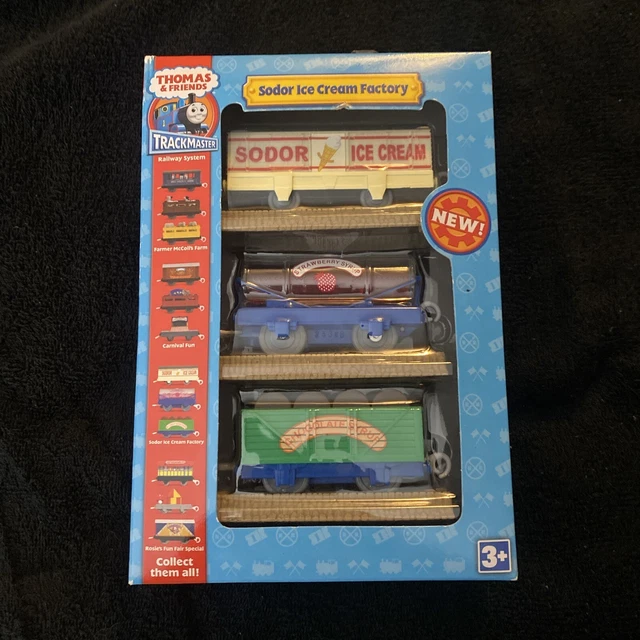 THOMAS
& FRIENDS
TRACKMASTER
Railway System
Farmer McColl's Farm
Carnival Fun
Sodor Ice Cream Factory
Rosie's Fun Fair Special
Collect
them all!
Sodor Ice Cream Factory
SODOR ICE CREAM
NEW!
STRAWBERRY SYRUP
3+